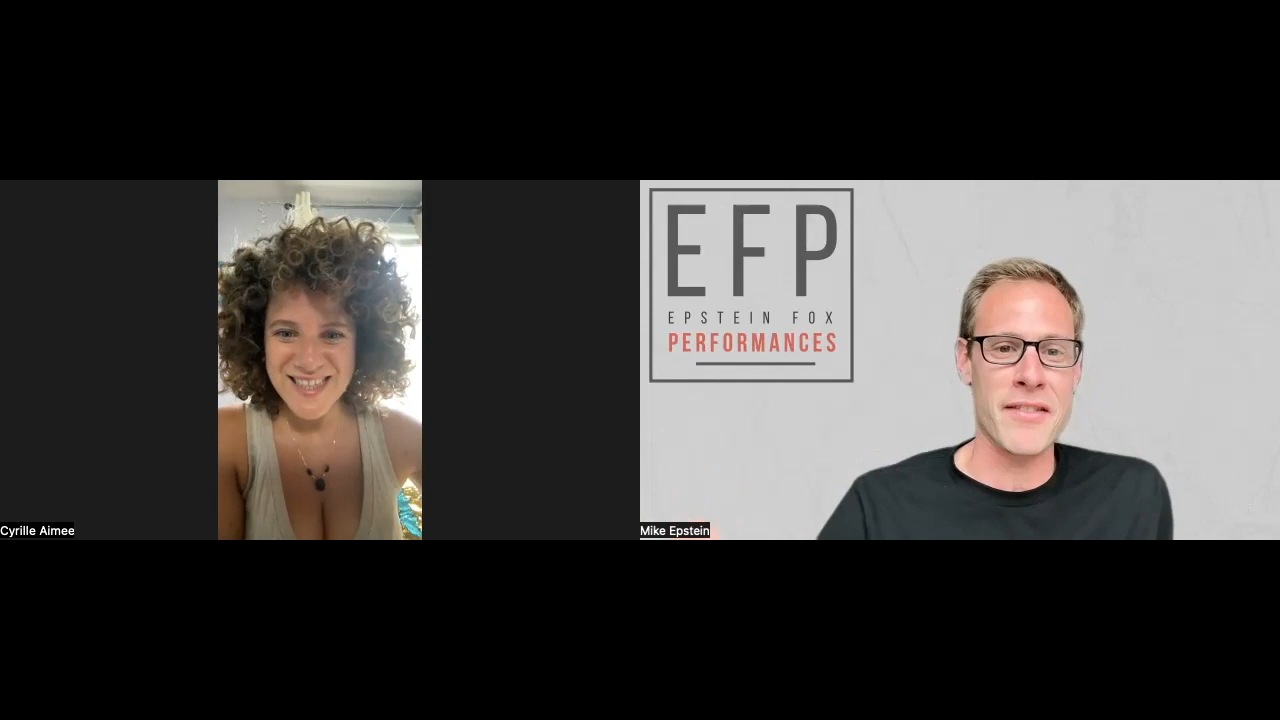 EFP
EPSTEIN FOX
PERFORMANCES
Cyrille Aimee
Mike Epstein